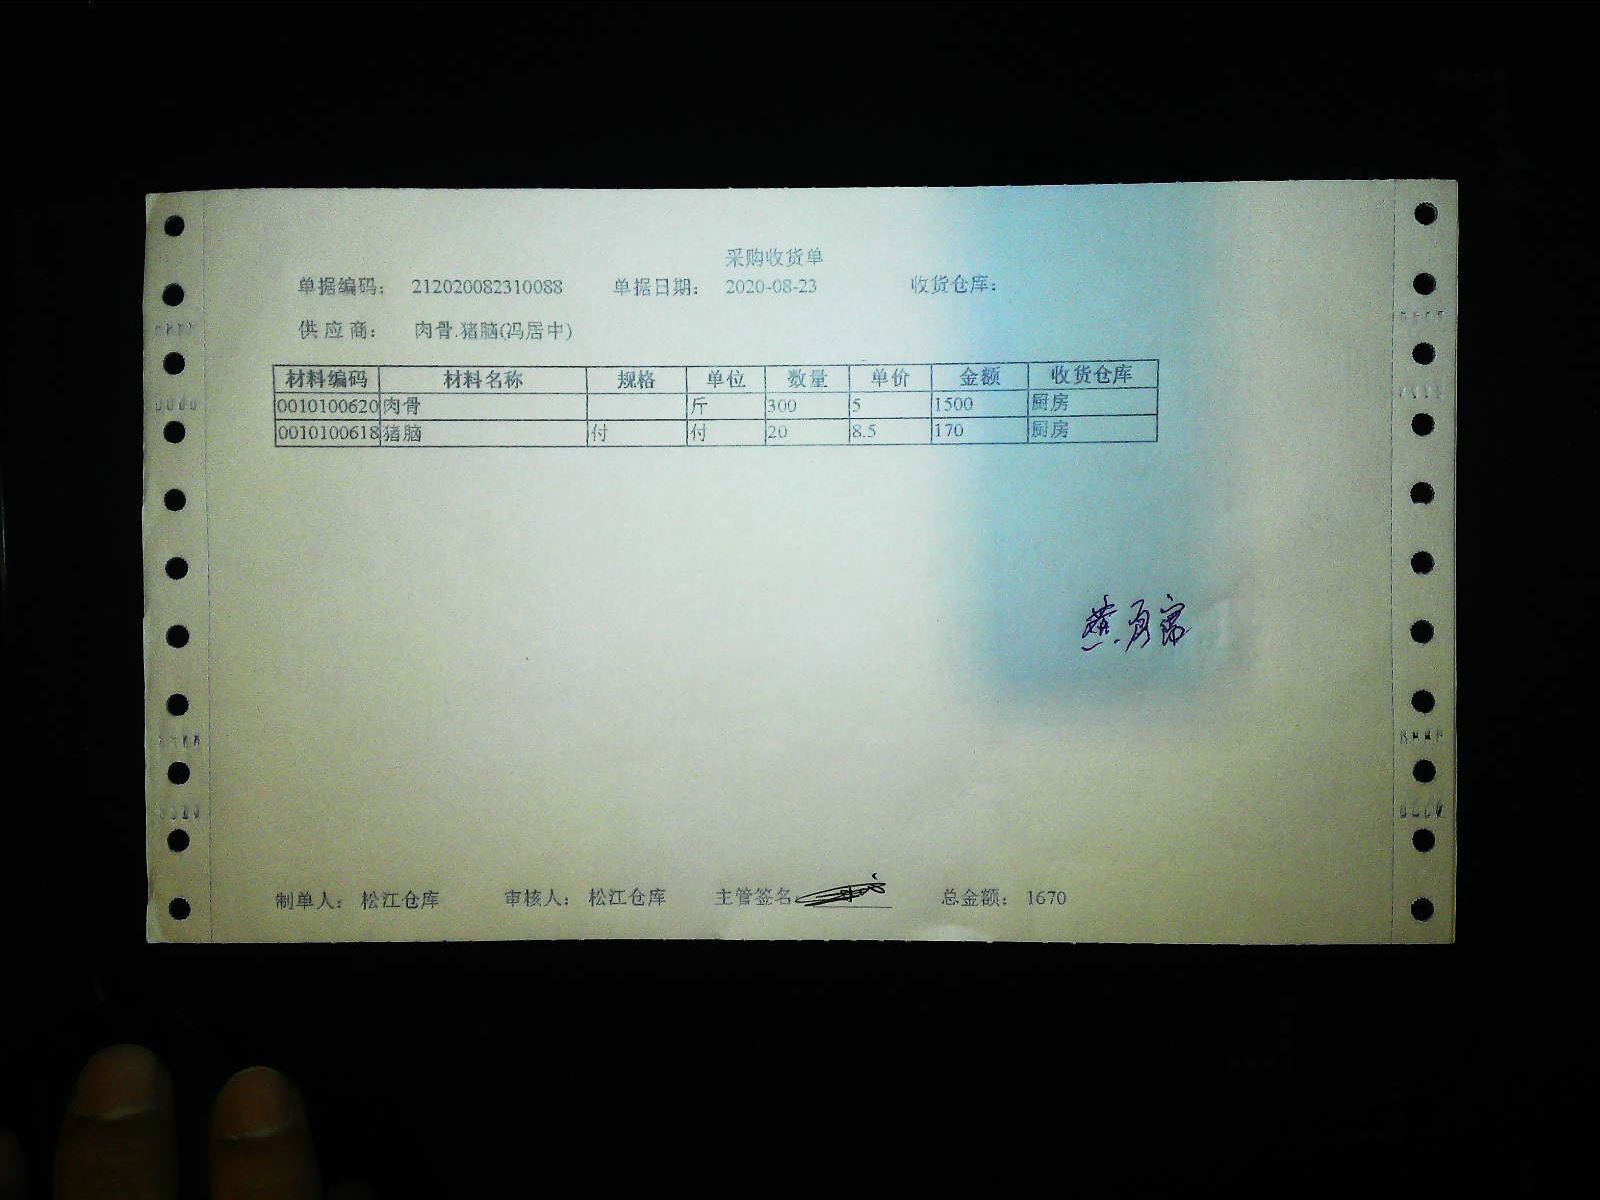 采购收货单
单据编码： 212020082310088 单据日期： 2020-08-23 收货仓库：
供应商： 肉骨.猪脑(冯居中)
材料编码 材料名称 规格 单位 数量 单价 金额 收货仓库
0010100620 肉骨 斤 300 5 1500 厨房
0010100618 猪脑 付 付 20 8.5 170 厨房
制单人： 松江仓库 审核人： 松江仓库 主管签名 总金额： 1670